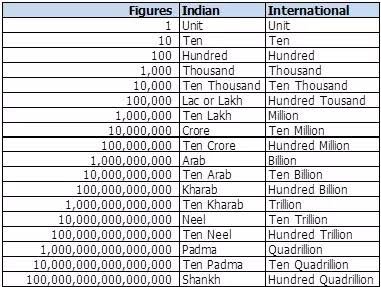 Figures Indian International
1 Unit Unit
10 Ten Ten
100 Hundred Hundred
1,000 Thousand Thousand
10,000 Ten Thousand Ten Thousand
100,000 Lac or Lakh Hundred Tousand
1,000,000 Ten Lakh Million
10,000,000 Crore Ten Million
100,000,000 Ten Crore Hundred Million
1,000,000,000 Arab Billion
10,000,000,000 Ten Arab Ten Billion
100,000,000,000 Kharab Hundred Billion
1,000,000,000,000 Ten Kharab Trillion
10,000,000,000,000 Neel Ten Trillion
100,000,000,000,000 Ten Neel Hundred Trillion
1,000,000,000,000,000 Padma Quadrillion
10,000,000,000,000,000 Ten Padma Ten Quadrillion
100,000,000,000,000,000 Shankh Hundred Quadrillion